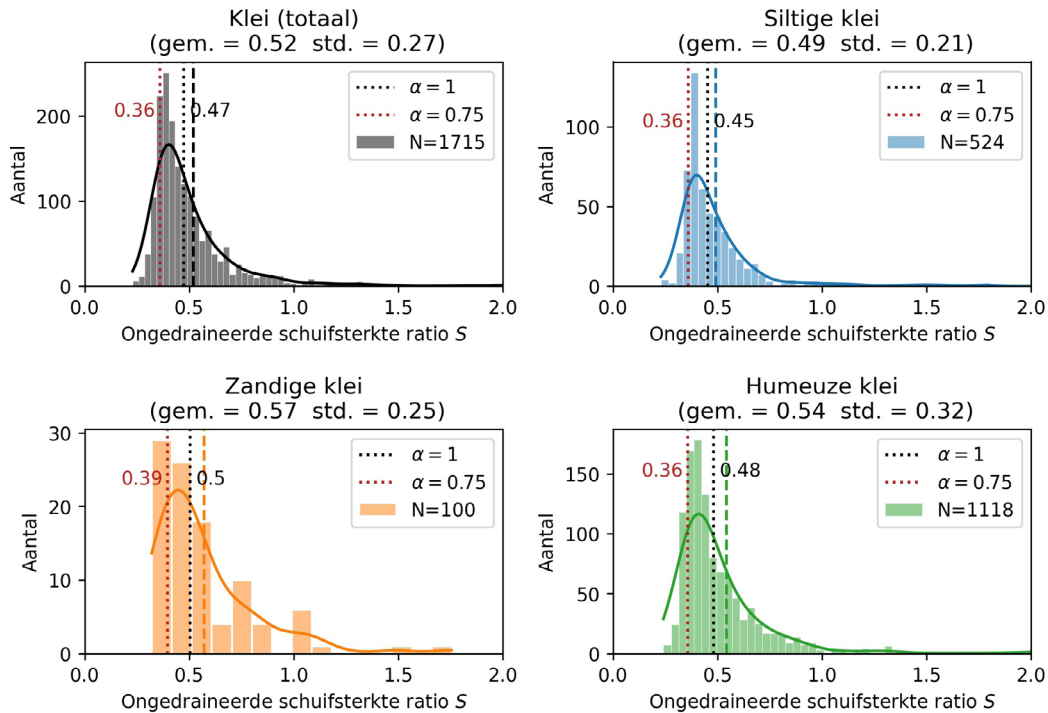 Klei (totaal)
(gem. = 0.52 std. = 0.27)
α = 1
α = 0.75
N=1715
0.36
0.47
200
100
0
Aantal
0.0 0.5 1.0 1.5 2.0
Ongedraineerde schuifsterkte ratio S
Siltige klei
(gem. = 0.49 std. = 0.21)
α = 1
α = 0.75
N=524
0.36
0.45
100
50
0
Aantal
0.0 0.5 1.0 1.5 2.0
Ongedraineerde schuifsterkte ratio S
Zandige klei
(gem. = 0.57 std. = 0.25)
α = 1
α = 0.75
N=100
0.39
0.5
30
20
10
0
Aantal
0.0 0.5 1.0 1.5 2.0
Ongedraineerde schuifsterkte ratio S
Humeuze klei
(gem. = 0.54 std. = 0.32)
α = 1
α = 0.75
N=1118
0.36
0.48
150
100
50
0
Aantal
0.0 0.5 1.0 1.5 2.0
Ongedraineerde schuifsterkte ratio S